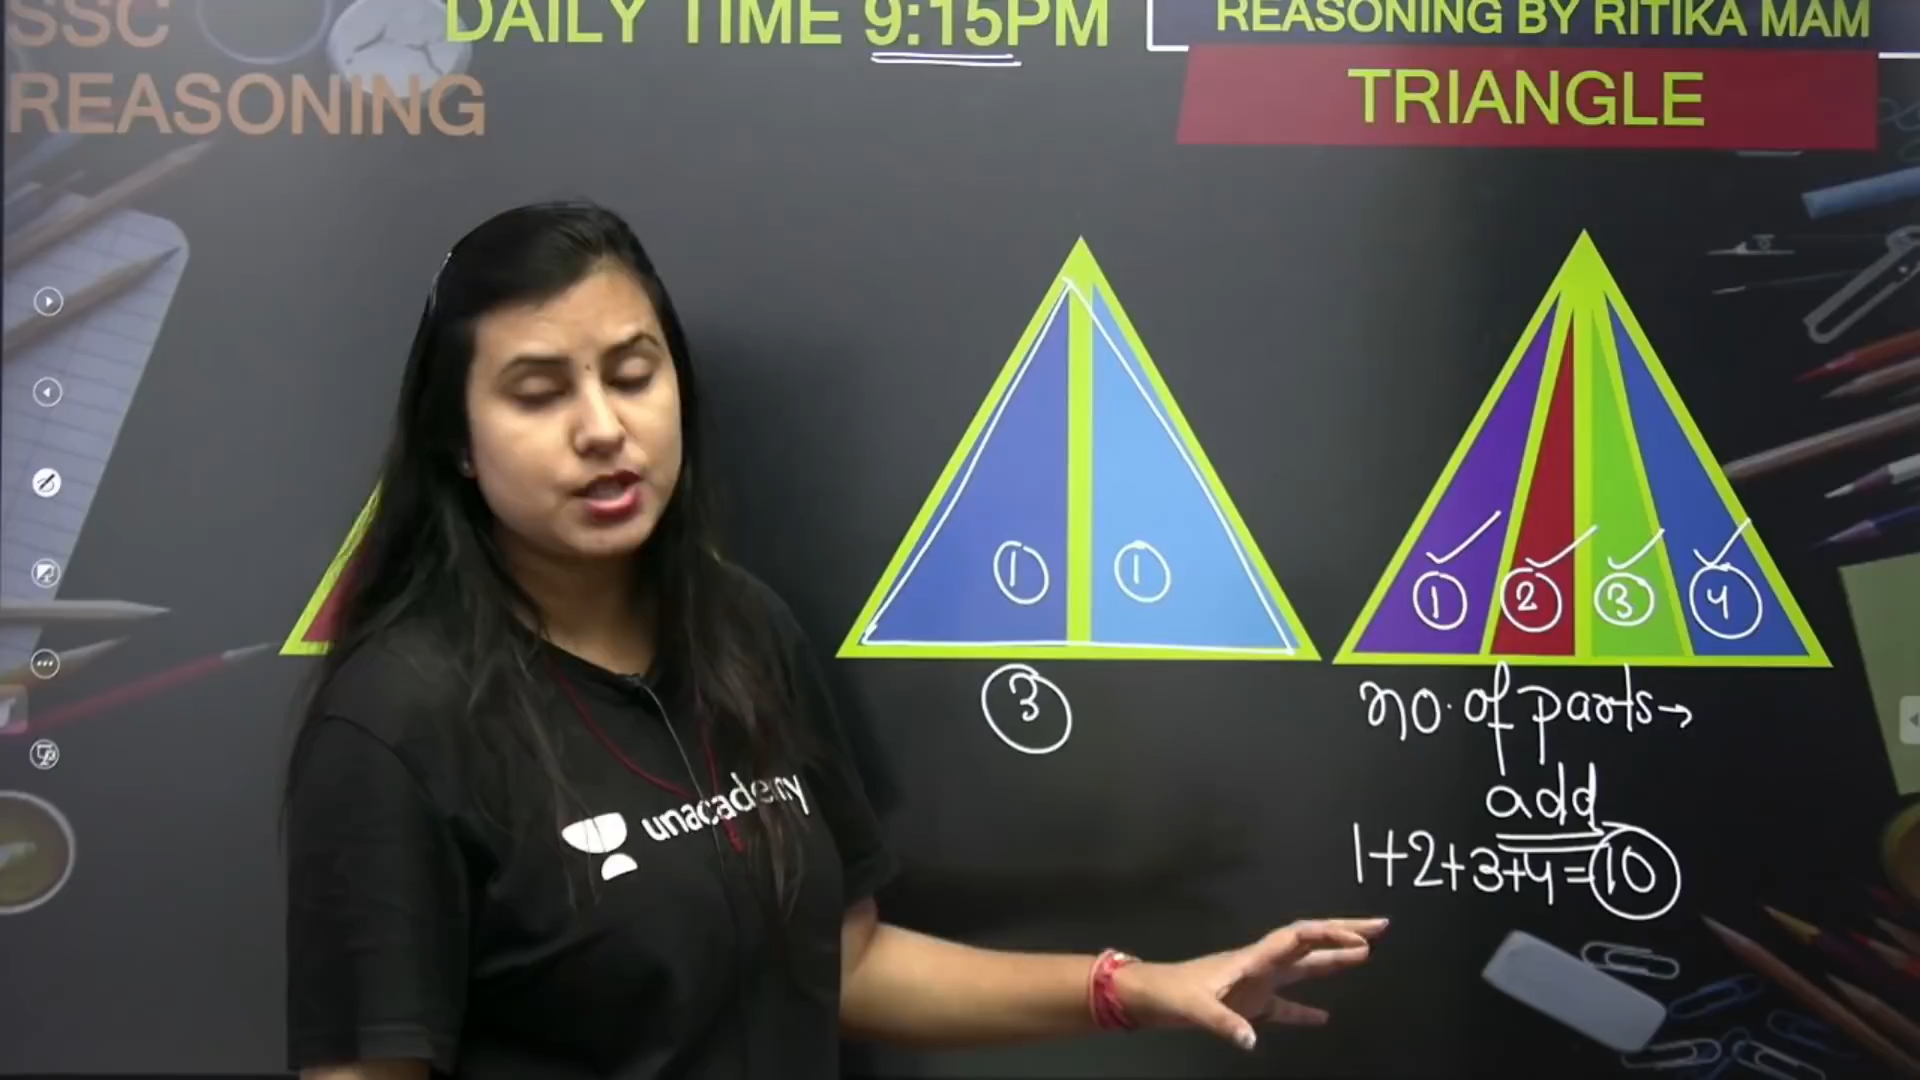 SSC
REASONING
DAILY TIME 9:15PM
REASONING BY RITIKA MAM
TRIANGLE
1
1
3
1
2
3
4
no. of parts→
add
1+2+3+4=10
unacademy